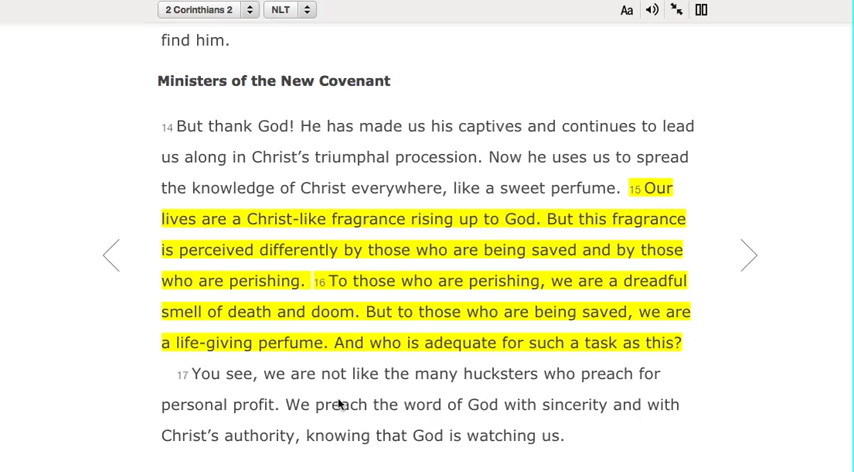 2 Corinthians 2 NLT Aa
find him.
Ministers of the New Covenant
14 But thank God! He has made us his captives and continues to lead
us along in Christ’s triumphal procession. Now he uses us to spread
the knowledge of Christ everywhere, like a sweet perfume. 15 Our
lives are a Christ-like fragrance rising up to God. But this fragrance
is perceived differently by those who are being saved and by those
who are perishing. 16 To those who are perishing, we are a dreadful
smell of death and doom. But to those who are being saved, we are
a life-giving perfume. And who is adequate for such a task as this?
17 You see, we are not like the many hucksters who preach for
personal profit. We preach the word of God with sincerity and with
Christ’s authority, knowing that God is watching us.